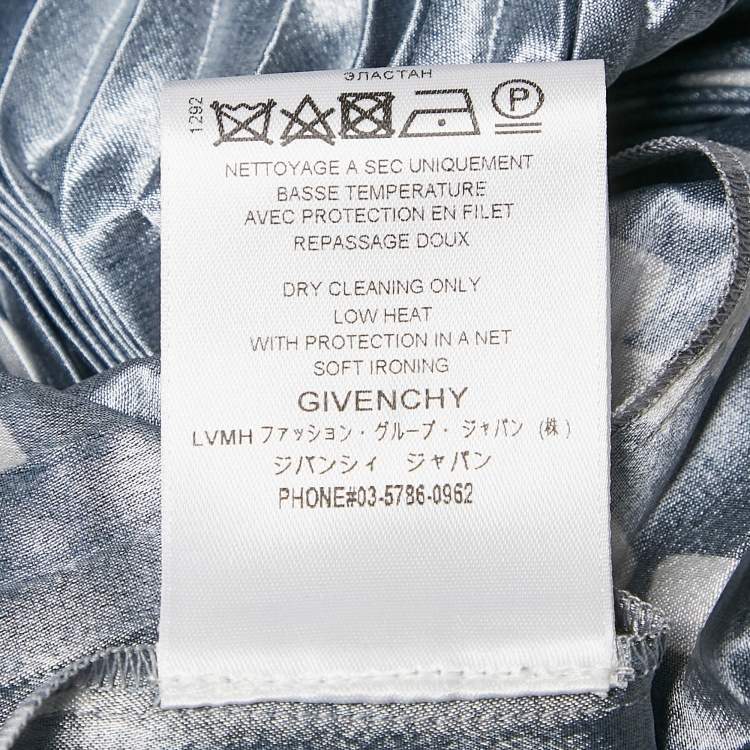 ЭЛАСТАН
1292
P
NETTOYAGE A SEC UNIQUEMENT
BASSE TEMPERATURE
AVEC PROTECTION EN FILET
REPASSAGE DOUX
DRY CLEANING ONLY
LOW HEAT
WITH PROTECTION IN A NET
SOFT IRONING
GIVENCHY
LVMH ファッション・グループ・ジャパン (株)
ジバンシィ ジャパン
PHONE#03-5786-0962